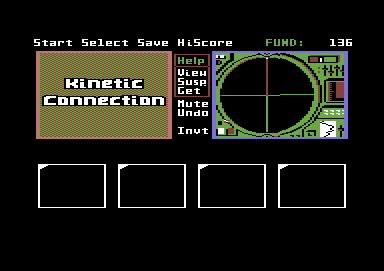 Start Select Save HiScore FUND: 136
Help
View
Susp
Get
Mute
Undo
Invt
Kinetic
Connection